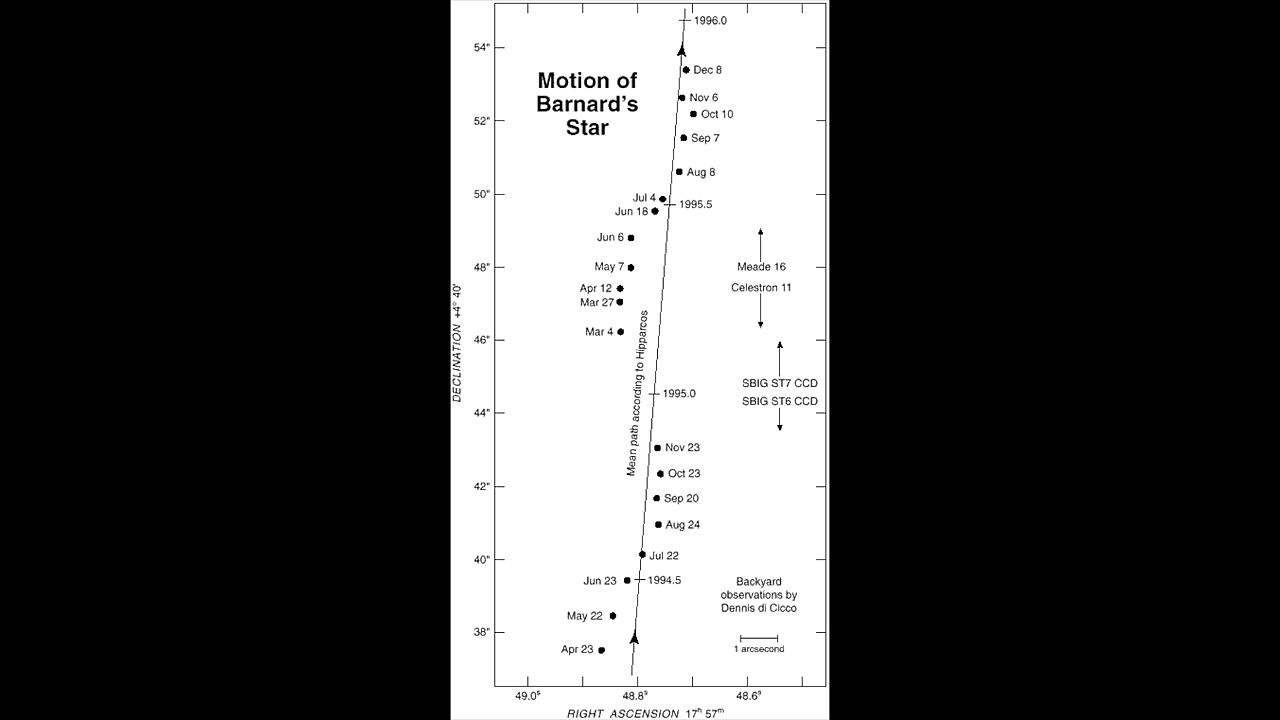 1996.0
54"
Dec 8
Motion of
Barnard's
Star
Nov 6
Oct 10
52"
Sep 7
Aug 8
50"
Jul 4
1995.5
Jun 18
Jun 6
48"
May 7
Meade 16
Apr 12
Celestron 11
Mar 27
Mar 4
46"
DECLINATION +4° 40'
Mean path according to Hipparcos
SBIG ST7 CCD
1995.0
SBIG ST6 CCD
44"
Nov 23
Oct 23
42"
Sep 20
Aug 24
40"
Jul 22
Jun 23
1994.5
Backyard
observations by
Dennis di Cicco
May 22
38"
Apr 23
1 arcsecond
49.0ˢ
48.8ˢ
48.6ˢ
RIGHT ASCENSION 17ʰ 57ᵐ